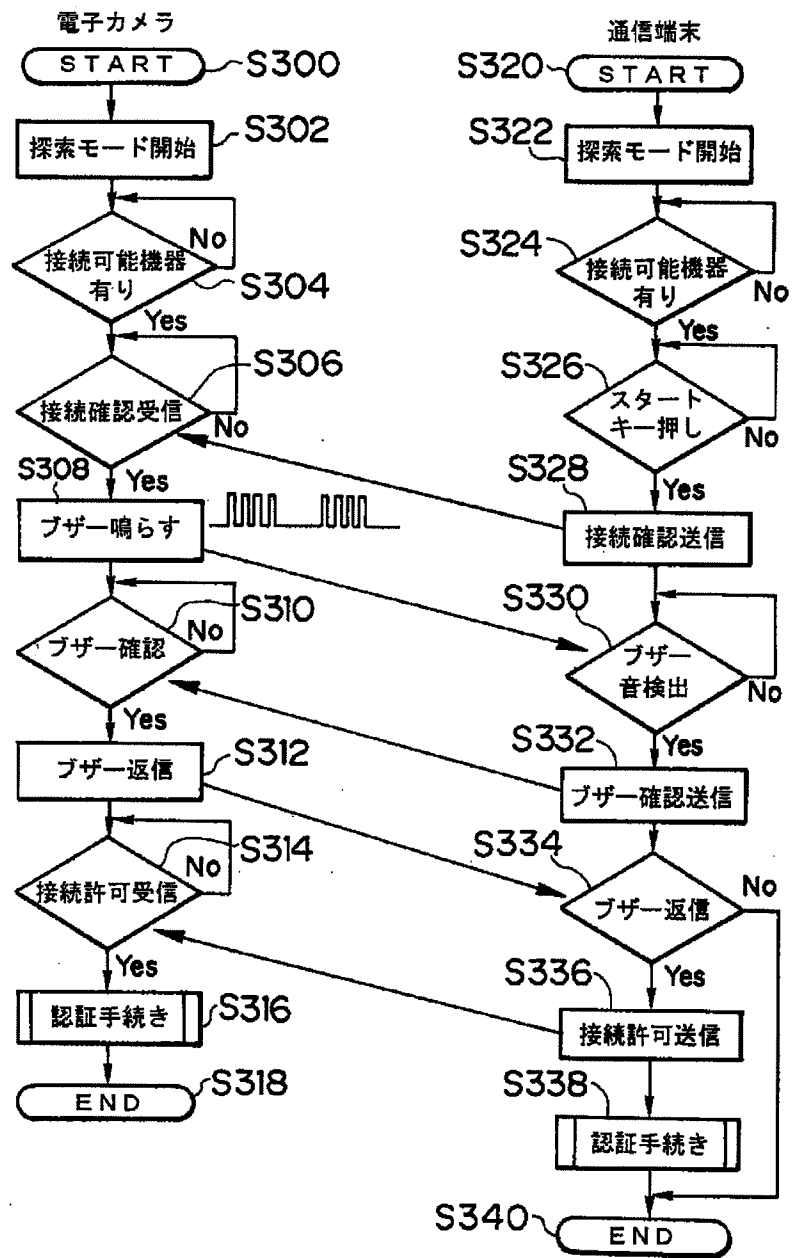 電子カメラ
START
S300
探索モード開始
S302
No
接続可能機器
有り
S304
Yes
S306
接続確認受信
No
Yes
S308
ブザー鳴らす
S310
No
ブザー確認
Yes
ブザー返信
S312
S314
No
接続許可受信
Yes
認証手続き
S316
END
S318
通信端末
S320
START
S322
探索モード開始
S324
接続可能機器
有り
No
Yes
S326
スタート
キー押し
No
S328
Yes
接続確認送信
S330
ブザー
音検出
No
S332
Yes
ブザー確認送信
S334
No
ブザー返信
S336
Yes
接続許可送信
S338
認証手続き
S340
END